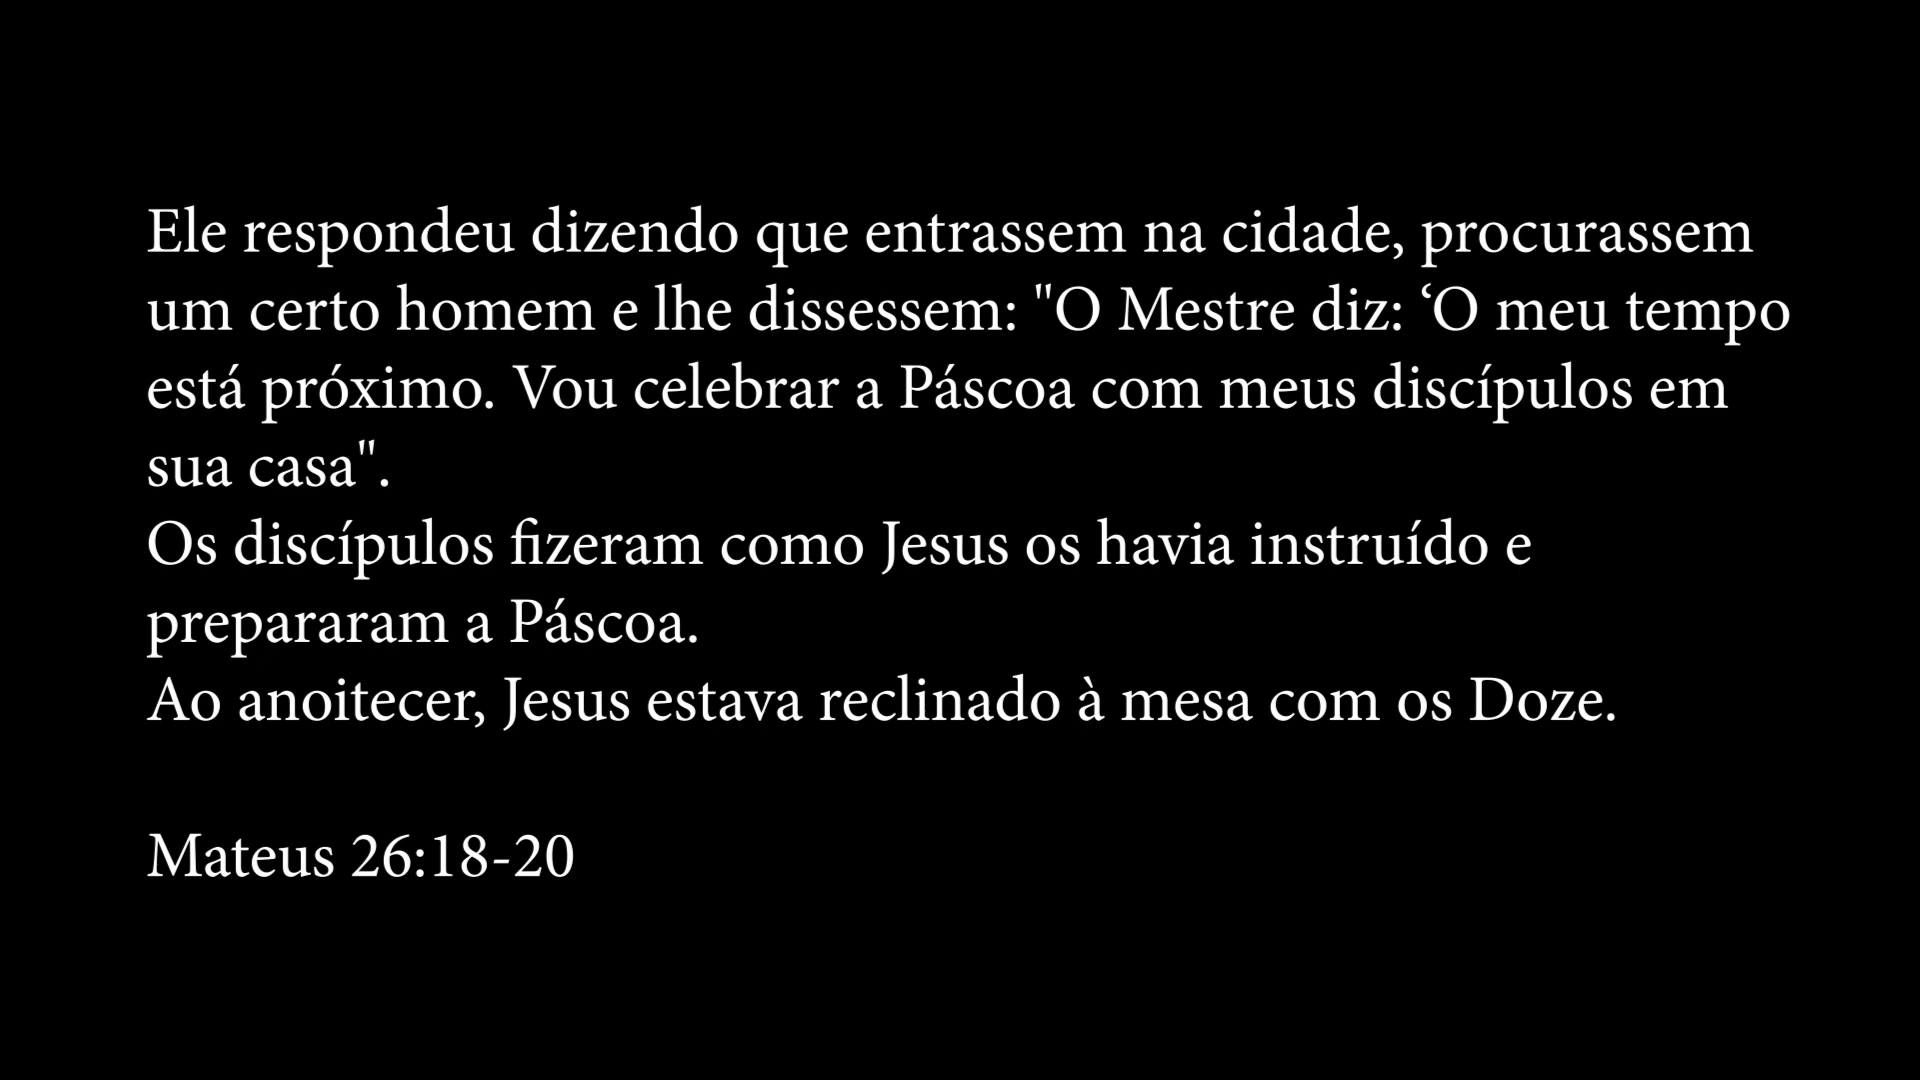 Ele respondeu dizendo que entrassem na cidade, procurassem
um certo homem e lhe dissessem: "O Mestre diz: ‘O meu tempo
está próximo. Vou celebrar a Páscoa com meus discípulos em
sua casa".
Os discípulos fizeram como Jesus os havia instruído e
prepararam a Páscoa.
Ao anoitecer, Jesus estava reclinado à mesa com os Doze.
Mateus 26:18-20